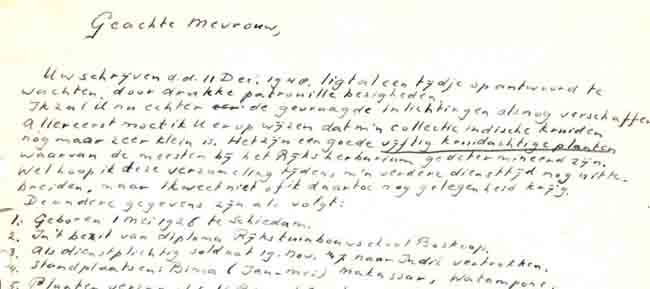 Geachte Mevrouw,
Uw schrijven d.d. 11 Dec. 1948. ligt al een tijdje op antwoord te
wachten, door drukke patrouille bezigheden.
Ik zal U nu echter de gevraagde inlichtingen alsnog verschaffen
Allereerst moet ik U er op wijzen dat m'n collectie indische kruiden
nog maar zeer klein is. Het zijn een goede vijftig kruidachtige planten
waarvan de meesten bij het Rijksherbarium gedetermineerd zijn.
Wel hoop ik deze verzameling tijdens m'n verdere diensttijd nog uit te
breiden, maar ik weet niet of ik daartoe nog gelegenheid krijg.
De andere gegevens zijn als volgt:
1. Geboren 1 Mei 1926 te Schiedam.
2. In 't bezit van diploma Rijkstuinbouwschool Boskoop.
3. Als dienstplichtig soldaat 19. Nov. 47 naar Indië vertrokken.
4. Standplaatsen: Bima (Jan-Mei) Makassar, Watampone.
5. Planten